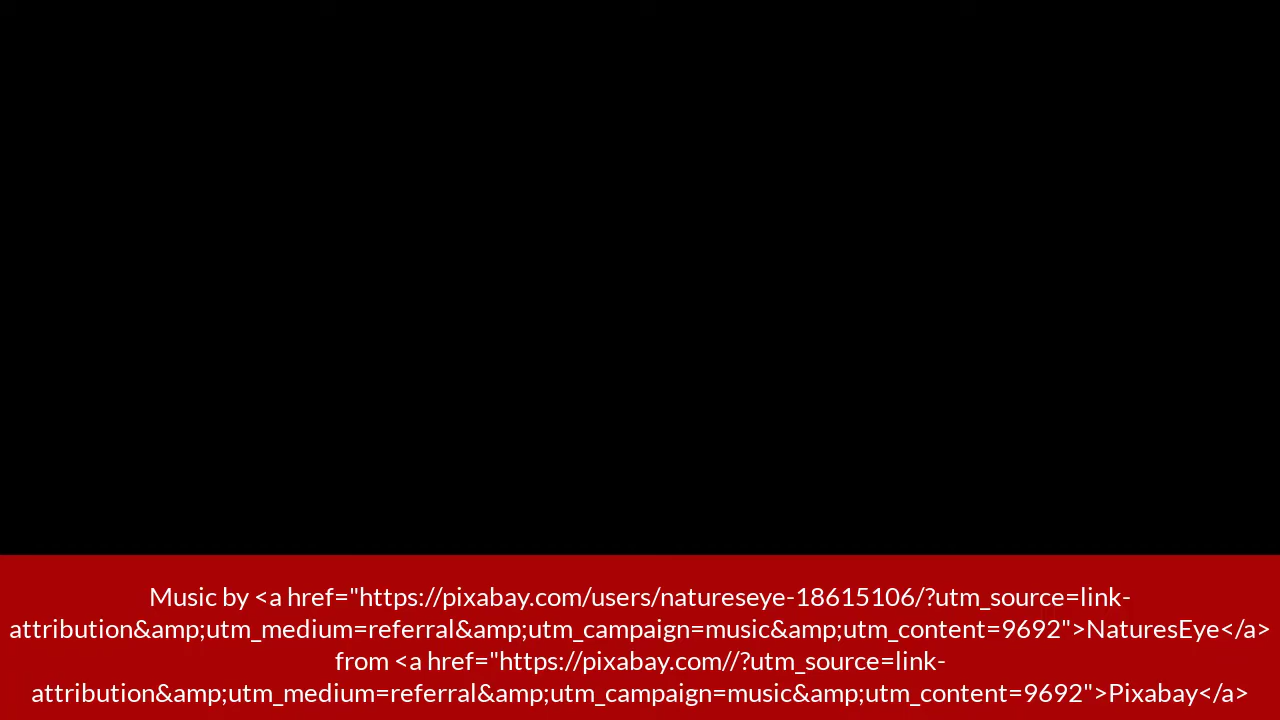 Music by <a href="https://pixabay.com/users/natureseye-18615106/?utm_source=link-
attribution&amp;utm_medium=referral&amp;utm_campaign=music&amp;utm_content=9692">NaturesEye</a>
from <a href="https://pixabay.com//?utm_source=link-
attribution&amp;utm_medium=referral&amp;utm_campaign=music&amp;utm_content=9692">Pixabay</a>